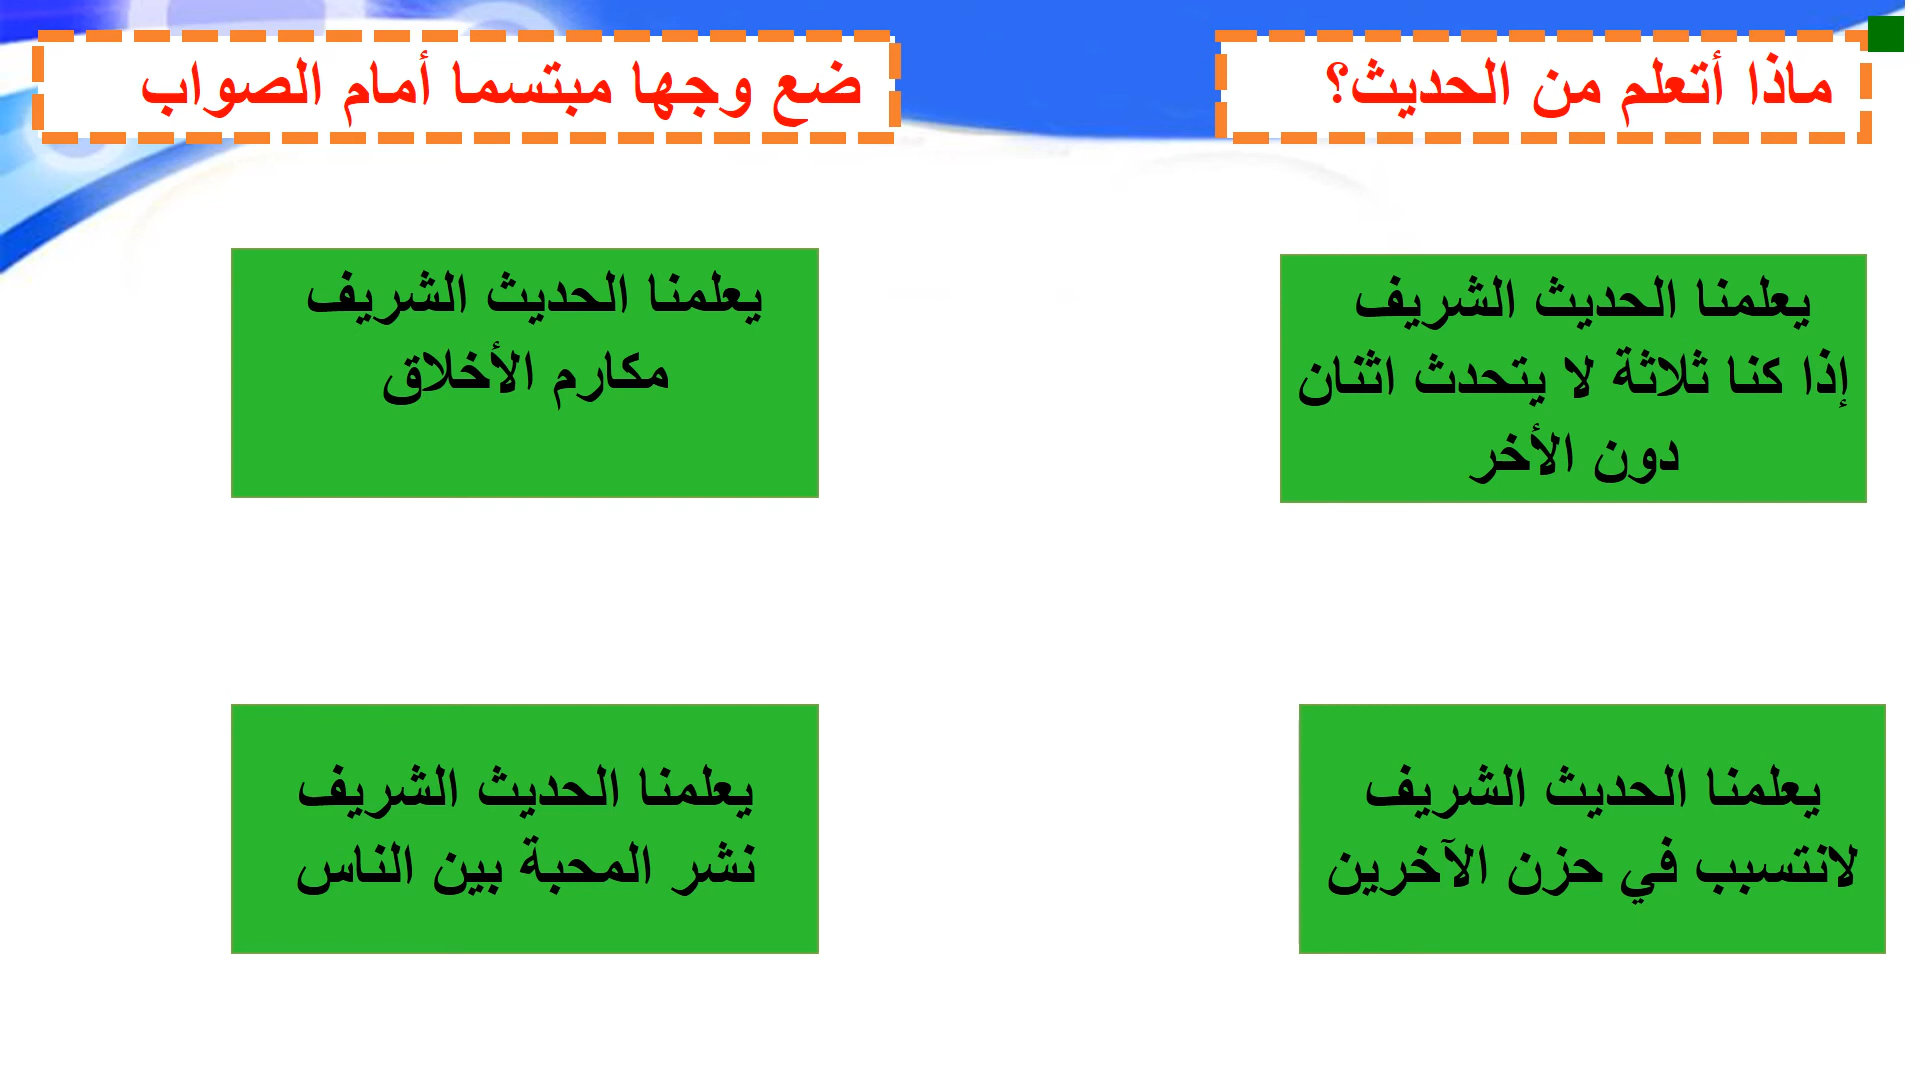 ماذا أتعلم من الحديث؟
ضع وجها مبتسما أمام الصواب
يعلمنا الحديث الشريف
إذا كنا ثلاثة لا يتحدث اثنان
دون الأخر
يعلمنا الحديث الشريف
مكارم الأخلاق
يعلمنا الحديث الشريف
لانتسبب في حزن الآخرين
يعلمنا الحديث الشريف
نشر المحبة بين الناس